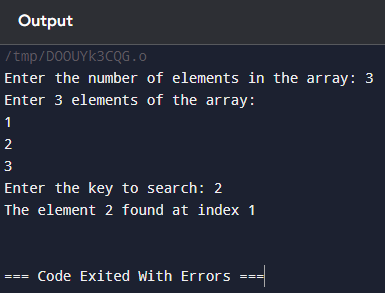 Output
/tmp/DOOUYk3CQG.o
Enter the number of elements in the array: 3
Enter 3 elements of the array:
1
2
3
Enter the key to search: 2
The element 2 found at index 1
=== Code Exited With Errors ===